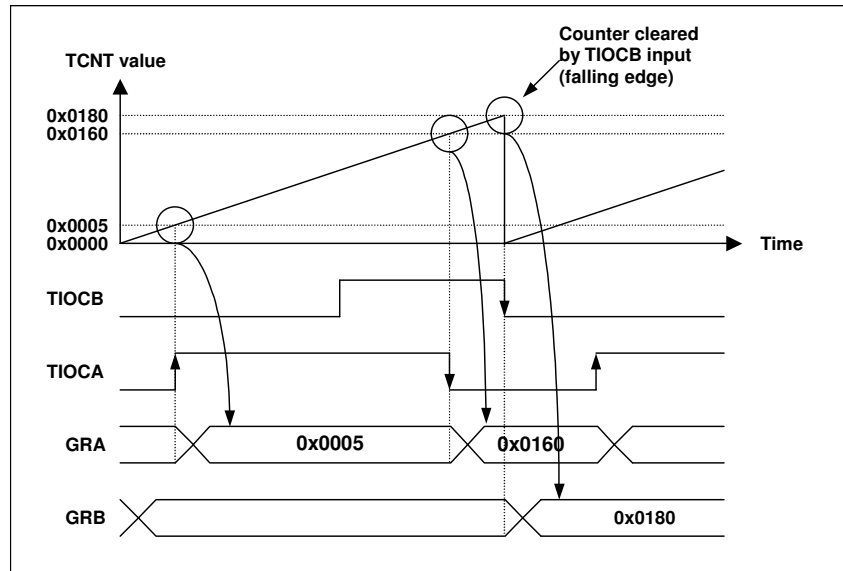 Counter cleared
by TIOCB input
(falling edge)
TCNT value
0x0180
0x0160
0x0005
0x0000
Time
TIOCB
TIOCA
GRA
0x0005
0x0160
GRB
0x0180